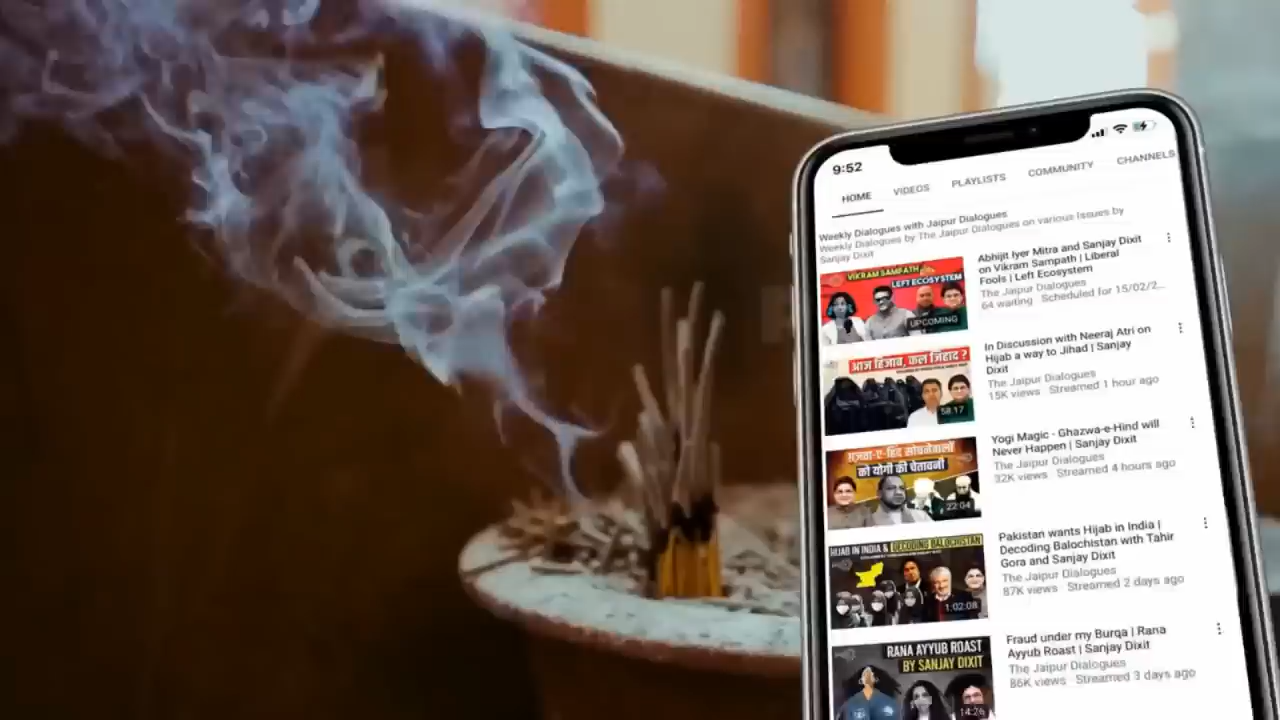 9:52
HOME VIDEOS PLAYLISTS COMMUNITY CHANNELS
Weekly Dialogues with Jaipur Dialogues
Weekly Dialogues by The Jaipur Dialogues on various Issues by
Sanjay Dixit
VIKRAM SAMPATH
LEFT ECOSYSTEM
UPCOMING
Abhijit Iyer Mitra and Sanjay Dixit
on Vikram Sampath | Liberal
Fools | Left Ecosystem
The Jaipur Dialogues
64 waiting Scheduled for 15/02/2...
आज हिजाब, कल जिहाद ?
58:17
In Discussion with Neeraj Atri on
Hijab a way to Jihad | Sanjay
Dixit
The Jaipur Dialogues
15K views Streamed 1 hour ago
ग़ज़वा-ए-हिंद सोचनेवालों
को योगी की चेतावनी
22:04
Yogi Magic - Ghazwa-e-Hind will
Never Happen | Sanjay Dixit
The Jaipur Dialogues
32K views Streamed 4 hours ago
HIJAB IN INDIA & DECODING BALOCHISTAN
1:02:08
Pakistan wants Hijab in India |
Decoding Balochistan with Tahir
Gora and Sanjay Dixit
The Jaipur Dialogues
87K views Streamed 2 days ago
RANA AYYUB ROAST
BY SANJAY DIXIT
14:26
Fraud under my Burqa | Rana
Ayyub Roast | Sanjay Dixit
The Jaipur Dialogues
86K views Streamed 3 days ago